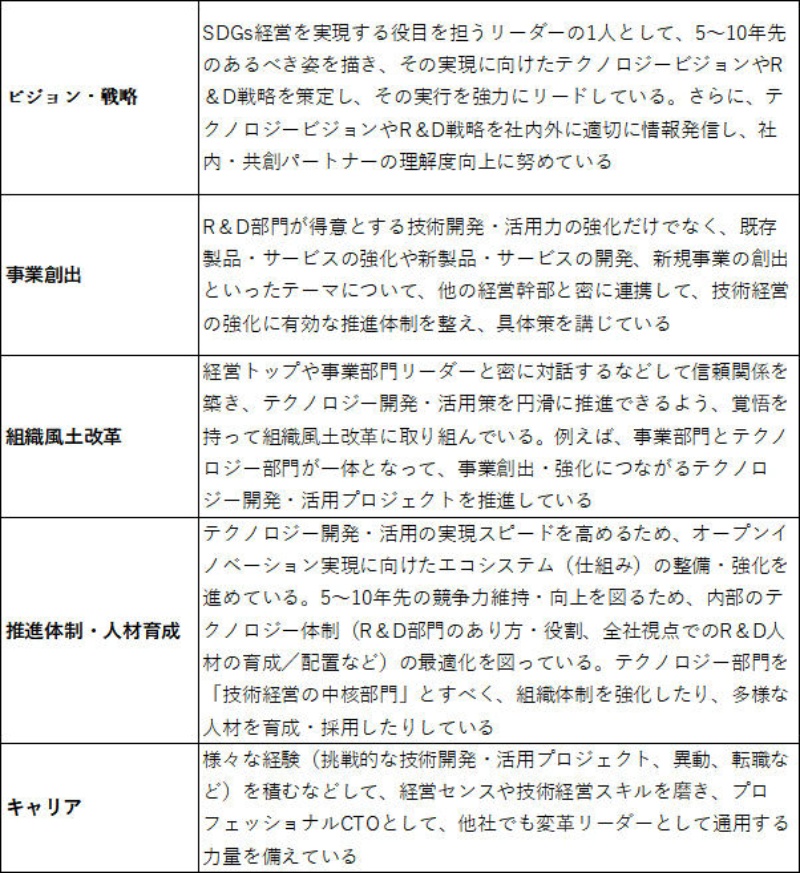 ビジョン・戦略
SDGs経営を実現する役目を担うリーダーの1人として、5～10年先
のあるべき姿を描き、その実現に向けたテクノロジービジョンやR
＆D戦略を策定し、その実行を強力にリードしている。さらに、テ
クノロジービジョンやR＆D戦略を社内外に適切に情報発信し、社
内・共創パートナーの理解度向上に努めている
事業創出
R＆D部門が得意とする技術開発・活用力の強化だけでなく、既存
製品・サービスの強化や新製品・サービスの開発、新規事業の創出
といったテーマについて、他の経営幹部と密に連携して、技術経営
の強化に有効な推進体制を整え、具体策を講じている
組織風土改革
経営トップや事業部門リーダーと密に対話するなどして信頼関係を
築き、テクノロジー開発・活用策を円滑に推進できるよう、覚悟を
持って組織風土改革に取り組んでいる。例えば、事業部門とテクノ
ロジー部門が一体となって、事業創出・強化につながるテクノロ
ジー開発・活用プロジェクトを推進している
推進体制・人材育成
テクノロジー開発・活用の実現スピードを高めるため、オープンイ
ノベーション実現に向けたエコシステム（仕組み）の整備・強化を
進めている。5～10年先の競争力維持・向上を図るため、内部のテ
クノロジー体制（R＆D部門のあり方・役割、全社視点でのR＆D人
材の育成／配置など）の最適化を図っている。テクノロジー部門を
「技術経営の中核部門」とすべく、組織体制を強化したり、多様な
人材を育成・採用したりしている
キャリア
様々な経験（挑戦的な技術開発・活用プロジェクト、異動、転職な
ど）を積むなどして、経営センスや技術経営スキルを磨き、プロ
フェッショナルCTOとして、他社でも変革リーダーとして通用する
力量を備えている